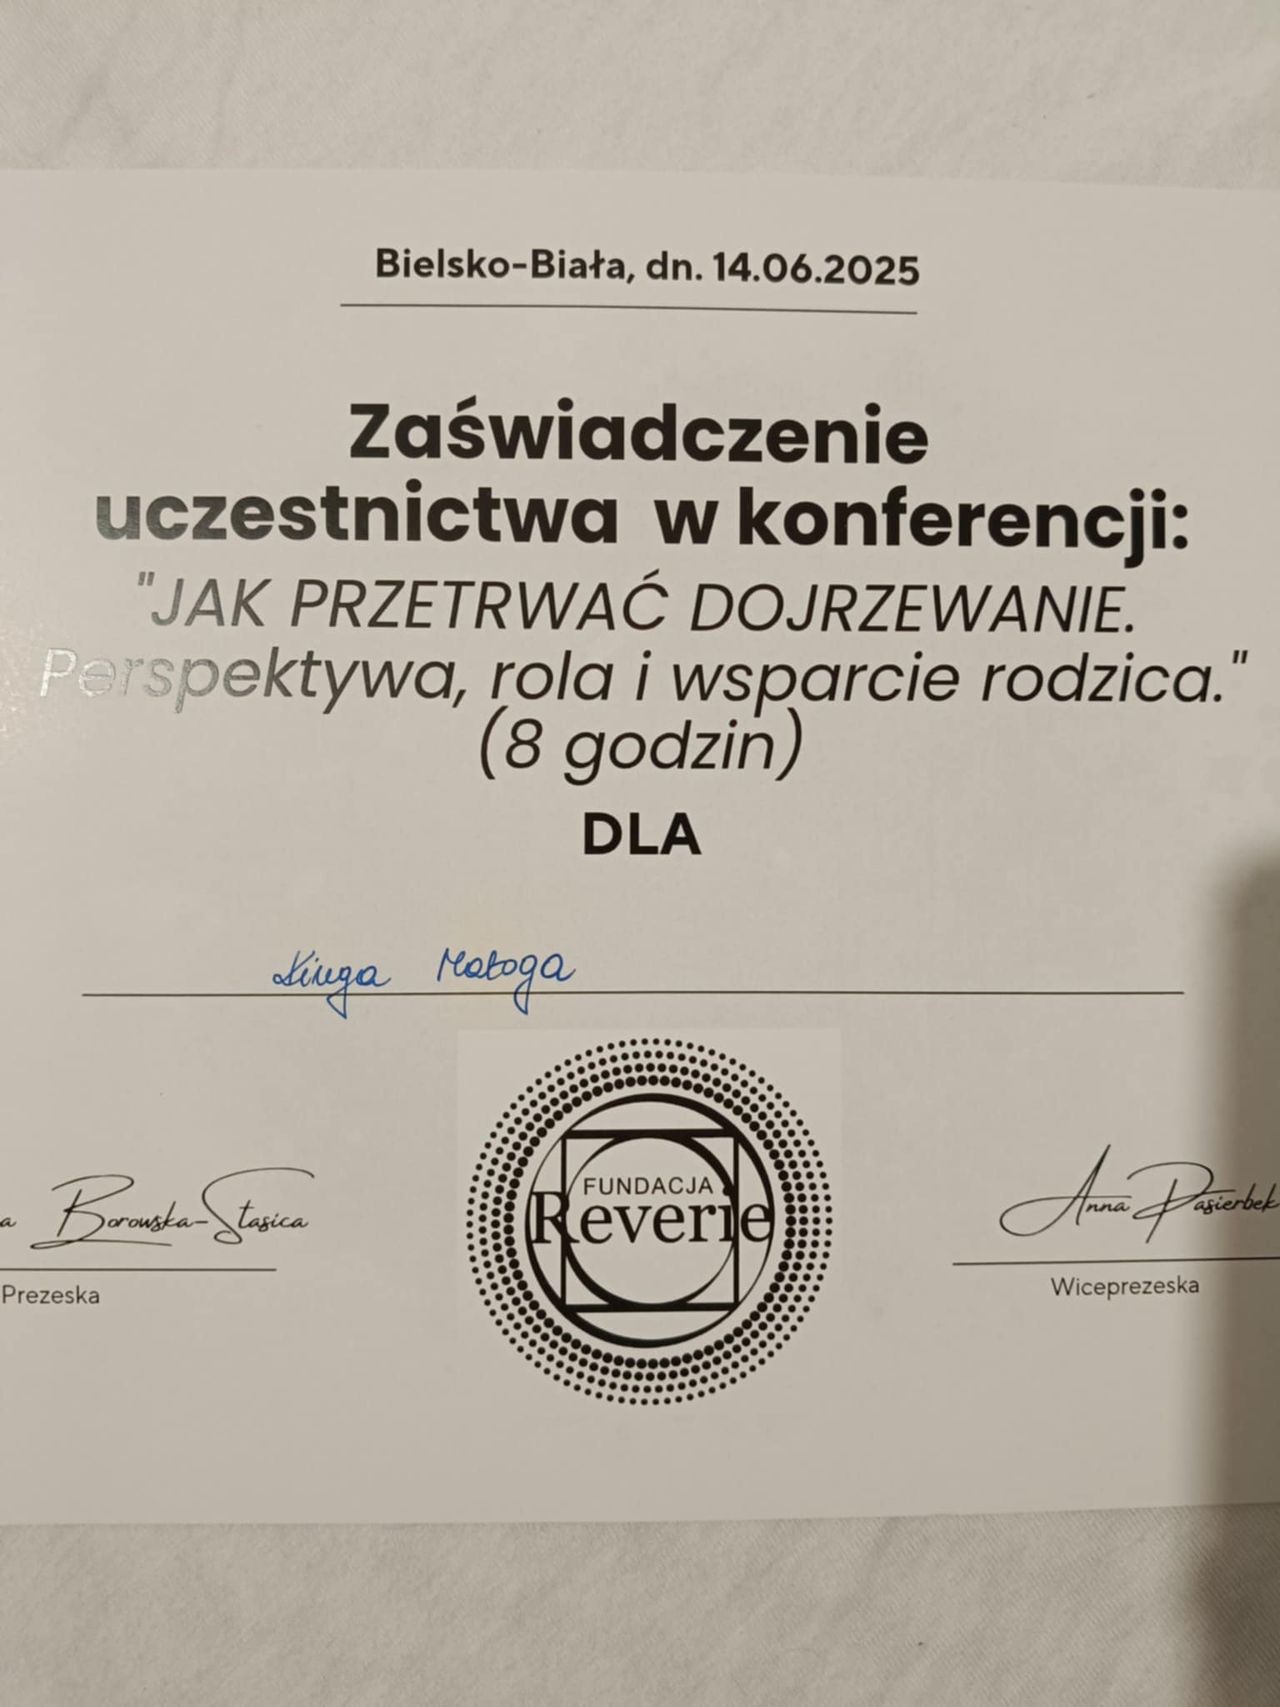 Bielsko-Biała, dn. 14.06.2025
Zaświadczenie
uczestnictwa w konferencji:
"JAK PRZETRWAĆ DOJRZEWANIE.
Perspektywa, rola i wsparcie rodzica."
(8 godzin)
DLA
Kinga Małoga
a Borowska-Stasica
Prezeska
FUNDACJA
Reverie
Anna Pasierbek
Wiceprezeska